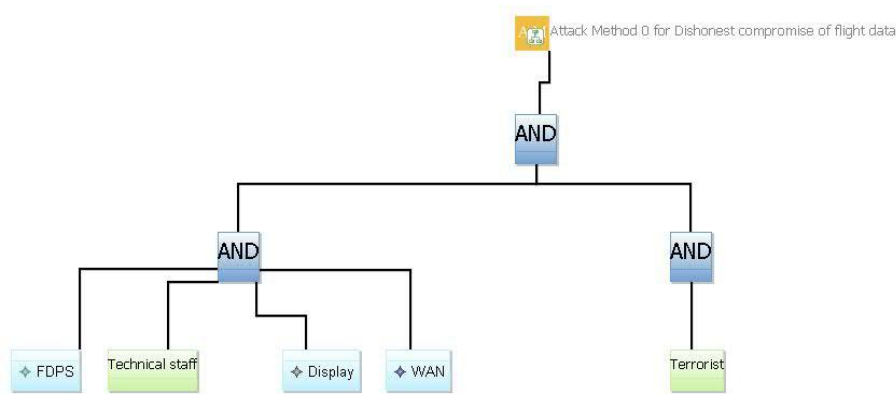 Attack Method 0 for Dishonest compromise of flight data
AND
AND
AND
FDPS
Technical staff
Display
WAN
Terrorist